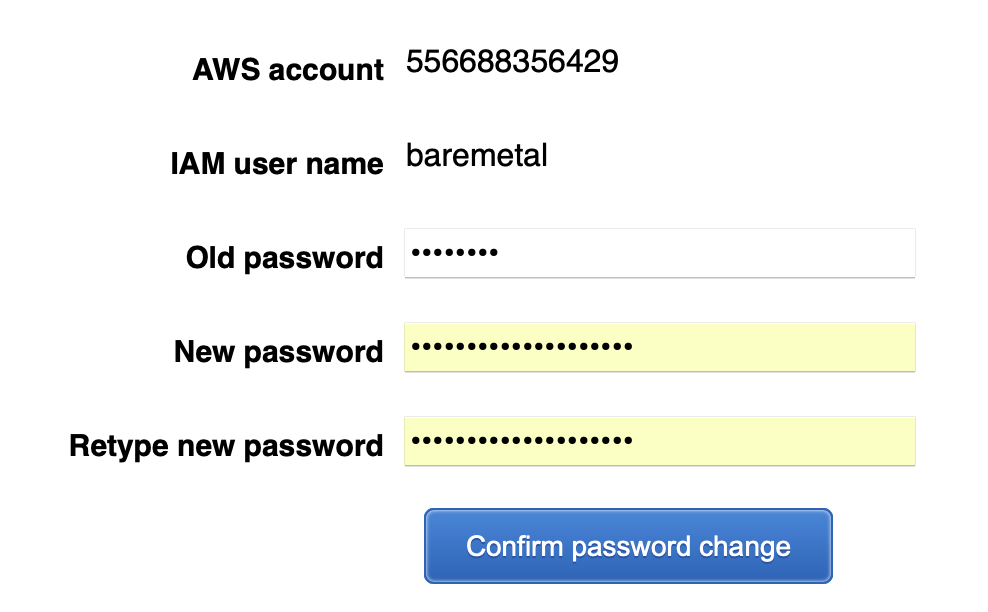 AWS account 556688356429
IAM user name baremetal
Old password ••••••••
New password ••••••••••••••••••••
Retype new password ••••••••••••••••••••
Confirm password change